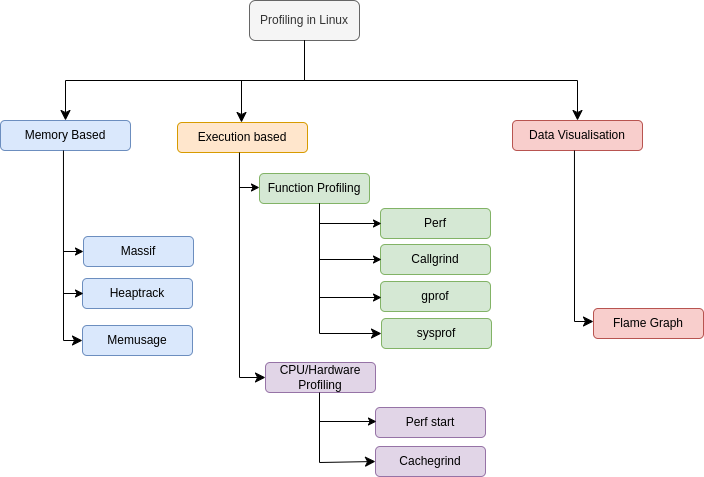 Profiling in Linux
Memory Based
Execution based
Data Visualisation
Function Profiling
Perf
Callgrind
gprof
sysprof
Massif
Heaptrack
Memusage
Flame Graph
CPU/Hardware
Profiling
Perf start
Cachegrind